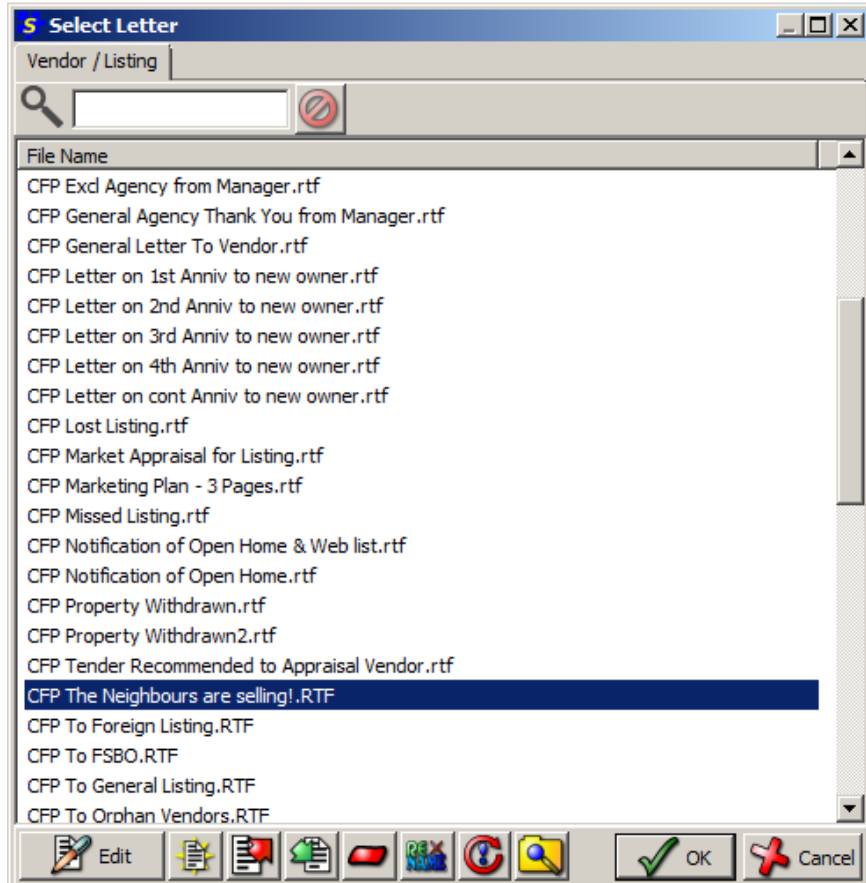 S Select Letter
Vendor / Listing
File Name
CFP Excl Agency from Manager.rtf
CFP General Agency Thank You from Manager.rtf
CFP General Letter To Vendor.rtf
CFP Letter on 1st Anniv to new owner.rtf
CFP Letter on 2nd Anniv to new owner.rtf
CFP Letter on 3rd Anniv to new owner.rtf
CFP Letter on 4th Anniv to new owner.rtf
CFP Letter on cont Anniv to new owner.rtf
CFP Lost Listing.rtf
CFP Market Appraisal for Listing.rtf
CFP Marketing Plan - 3 Pages.rtf
CFP Missed Listing.rtf
CFP Notification of Open Home & Web list.rtf
CFP Notification of Open Home.rtf
CFP Property Withdrawn.rtf
CFP Property Withdrawn2.rtf
CFP Tender Recommended to Appraisal Vendor.rtf
CFP The Neighbours are selling!.RTF
CFP To Foreign Listing.RTF
CFP To FSBO.RTF
CFP To General Listing.RTF
CFP To Orphan Vendors.RTF
Edit OK Cancel